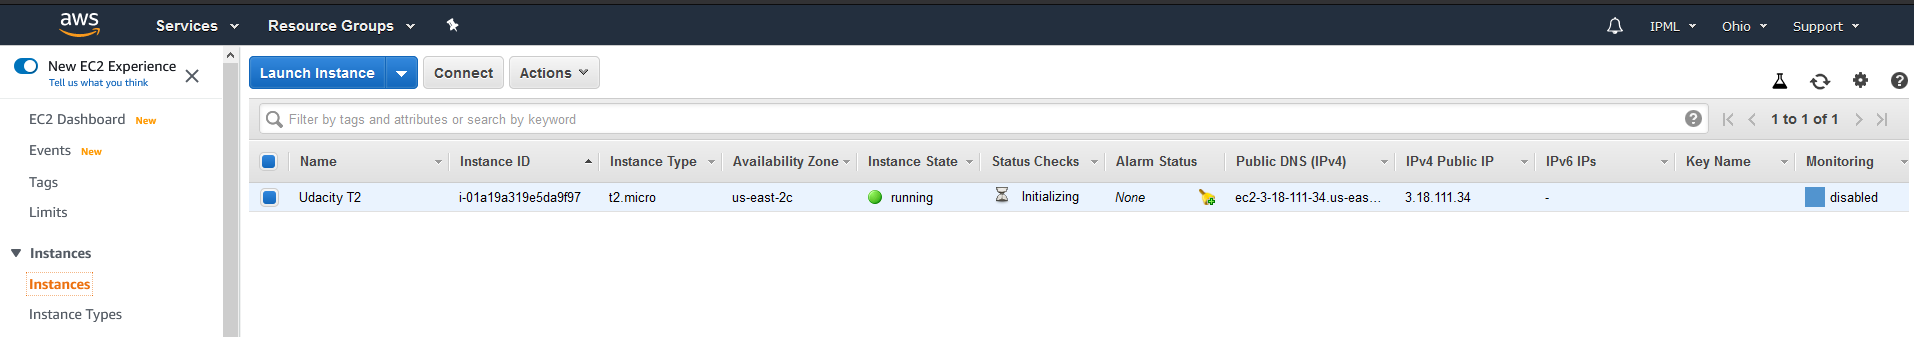 aws Services Resource Groups IPML Ohio Support
New EC2 Experience
Tell us what you think
Launch Instance Connect Actions
Filter by tags and attributes or search by keyword 1 to 1 of 1
EC2 Dashboard New
Events New
Tags
Limits
Instances
Instances
Instance Types
Name Instance ID Instance Type Availability Zone Instance State Status Checks Alarm Status Public DNS (IPv4) IPv4 Public IP IPv6 IPs Key Name Monitoring
Udacity T2 i-01a19a319e5da9f97 t2.micro us-east-2c running Initializing None ec2-3-18-111-34.us-eas... 3.18.111.34 - disabled